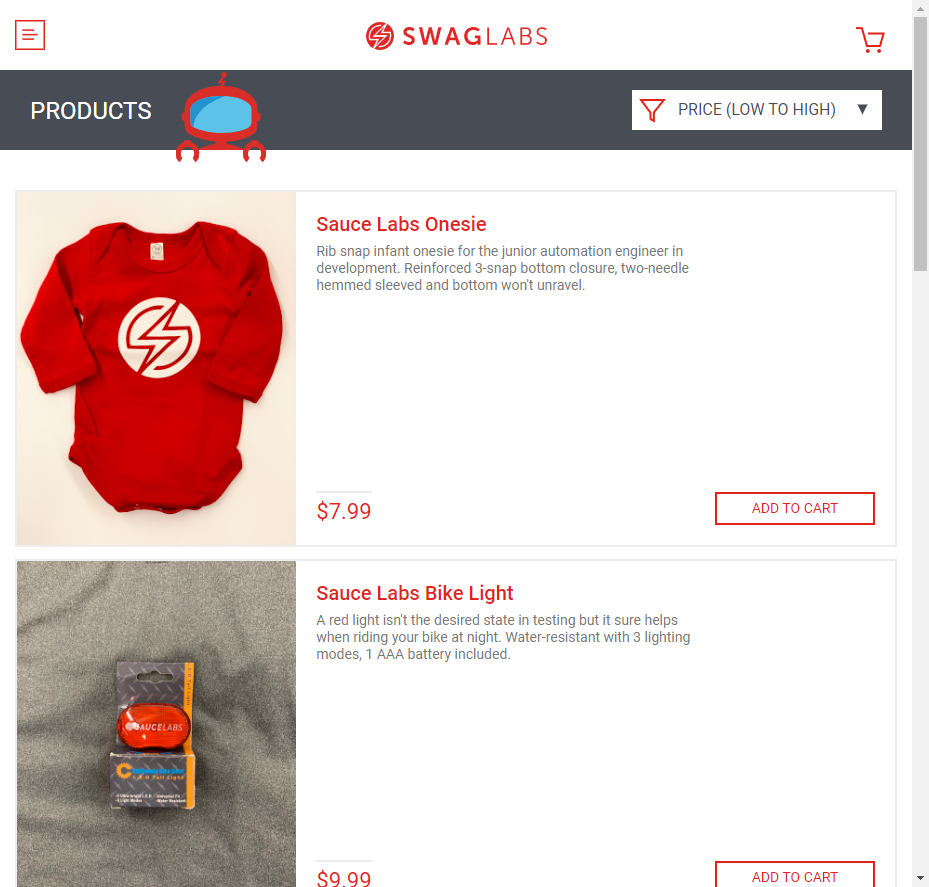 SWAGLABS
PRODUCTS
PRICE (LOW TO HIGH)
Sauce Labs Onesie
Rib snap infant onesie for the junior automation engineer in
development. Reinforced 3-snap bottom closure, two-needle
hemmed sleeved and bottom won't unravel.
$7.99
ADD TO CART
Sauce Labs Bike Light
A red light isn't the desired state in testing but it sure helps
when riding your bike at night. Water-resistant with 3 lighting
modes, 1 AAA battery included.
SAUCELABS
$9.99
ADD TO CART